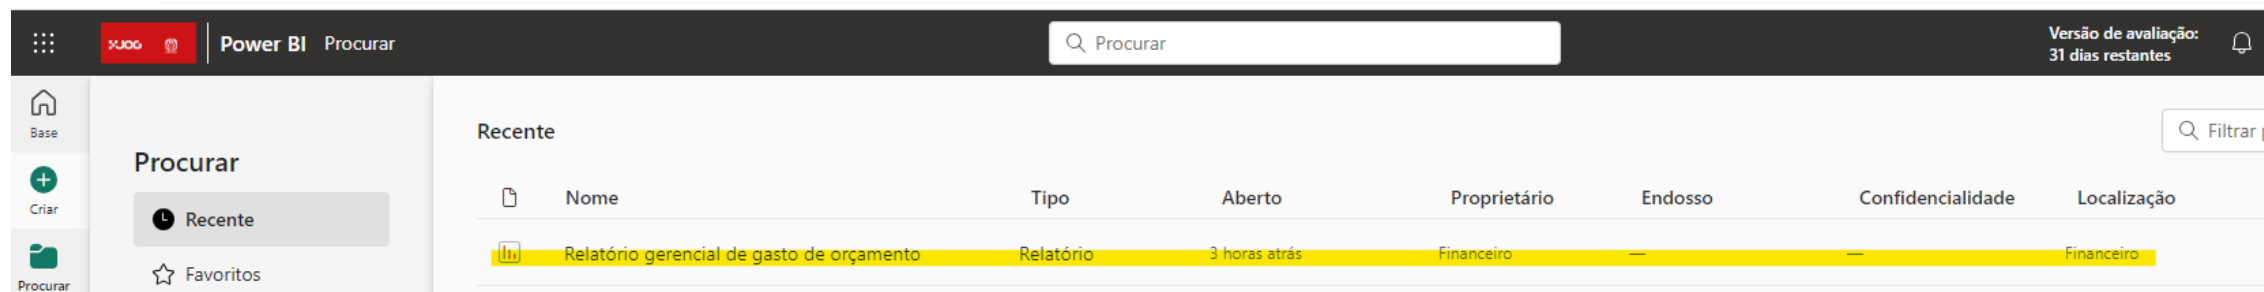 Power BI Procurar
Procurar
Versão de avaliação:
31 dias restantes
Base
Criar
Procurar
Procurar
Recente
Favoritos
Recente
Filtrar
Nome Tipo Aberto Proprietário Endosso Confidencialidade Localização
Relatório gerencial de gasto de orçamento Relatório 3 horas atrás Financeiro — — Financeiro